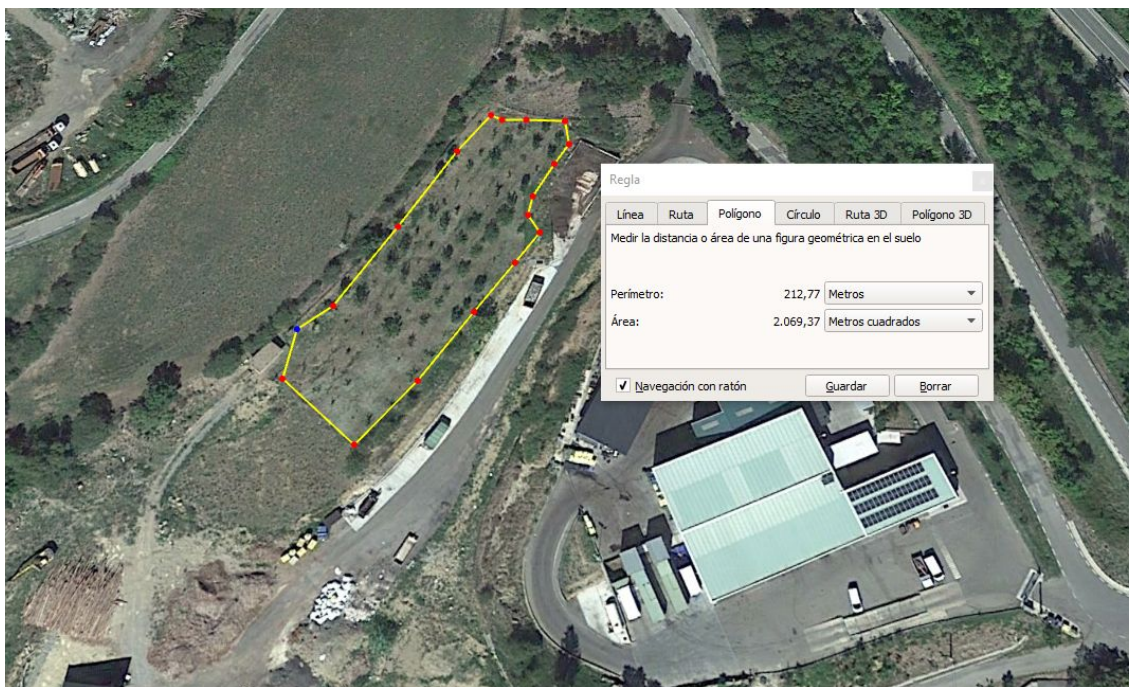 Regla
Línea Ruta Polígono Círculo Ruta 3D Polígono 3D
Medir la distancia o área de una figura geométrica en el suelo
Perímetro: 212,77 Metros
Área: 2.069,37 Metros cuadrados
Navegación con ratón Guardar Borrar